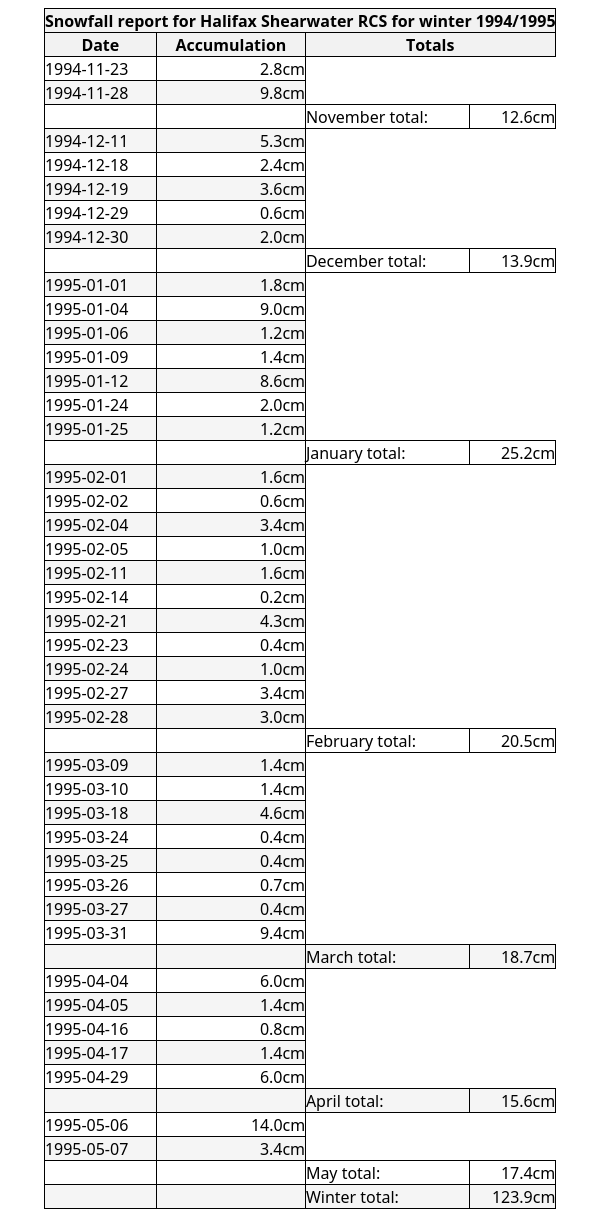 Snowfall report for Halifax Shearwater RCS for winter 1994/1995
Date Accumulation Totals
1994-11-23 2.8cm
1994-11-28 9.8cm
November total: 12.6cm
1994-12-11 5.3cm
1994-12-18 2.4cm
1994-12-19 3.6cm
1994-12-29 0.6cm
1994-12-30 2.0cm
December total: 13.9cm
1995-01-01 1.8cm
1995-01-04 9.0cm
1995-01-06 1.2cm
1995-01-09 1.4cm
1995-01-12 8.6cm
1995-01-24 2.0cm
1995-01-25 1.2cm
January total: 25.2cm
1995-02-01 1.6cm
1995-02-02 0.6cm
1995-02-04 3.4cm
1995-02-05 1.0cm
1995-02-11 1.6cm
1995-02-14 0.2cm
1995-02-21 4.3cm
1995-02-23 0.4cm
1995-02-24 1.0cm
1995-02-27 3.4cm
1995-02-28 3.0cm
February total: 20.5cm
1995-03-09 1.4cm
1995-03-10 1.4cm
1995-03-18 4.6cm
1995-03-24 0.4cm
1995-03-25 0.4cm
1995-03-26 0.7cm
1995-03-27 0.4cm
1995-03-31 9.4cm
March total: 18.7cm
1995-04-04 6.0cm
1995-04-05 1.4cm
1995-04-16 0.8cm
1995-04-17 1.4cm
1995-04-29 6.0cm
April total: 15.6cm
1995-05-06 14.0cm
1995-05-07 3.4cm
May total: 17.4cm
Winter total: 123.9cm